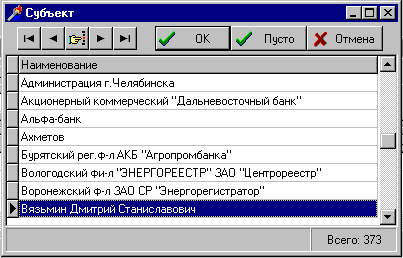 Субъект
OK Пусто Отмена
Наименование
Администрация г.Челябинска
Акционерный коммерческий "Дальневосточный банк"
Альфа-банк
Ахметов
Бурятский рег.ф-л АКБ "Агропромбанка"
Вологодский фи-л "ЭНЕРГОРЕЕСТР" ЗАО "Центрореестр"
Воронежский ф-л ЗАО СР "Энергорегистратор"
Вязьмин Дмитрий Станиславович
Всего: 373